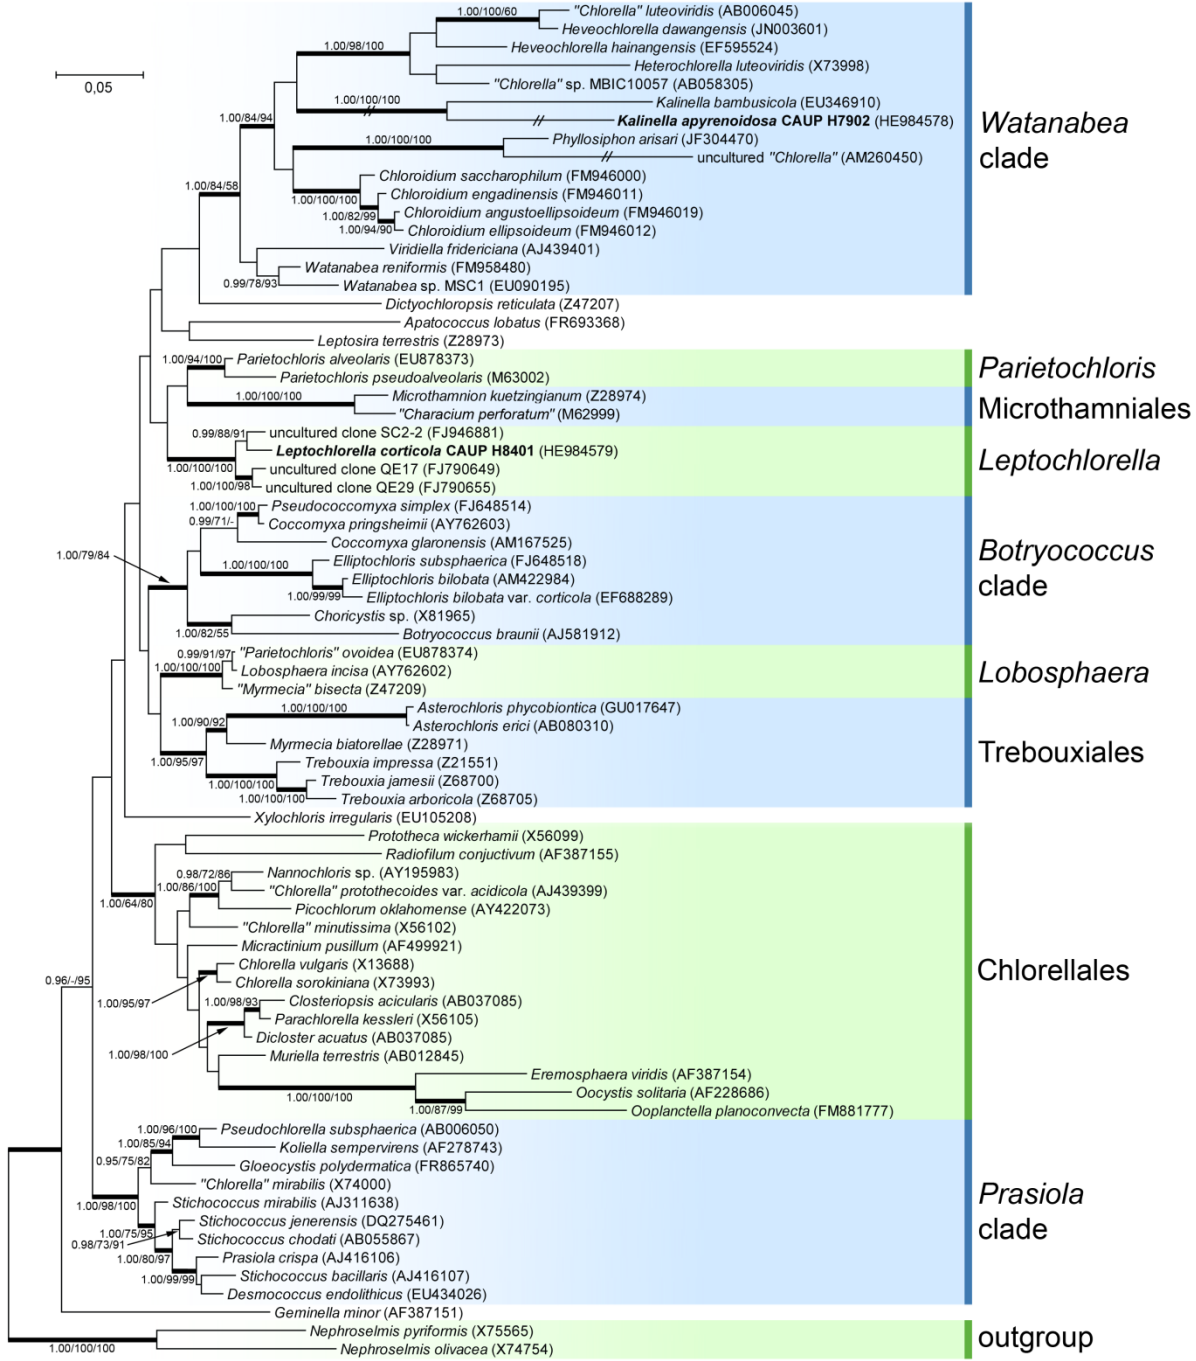 1.00/100/60
"Chlorella" luteoviridis (AB006045)
Heveochlorella dawangensis (JN003601)
1.00/98/100
Heveochlorella hainangensis (EF595524)
Heterochlorella luteoviridis (X73998)
0,05
"Chlorella" sp. MBIC10057 (AB058305)
1.00/100/100
Kalinella bambusicola (EU346910)
Kalinella apyrenoidosa CAUP H7902 (HE984578)
Watanabea
clade
1.00/84/94
1.00/100/100
Phyllosiphon arisari (JF304470)
uncultured "Chlorella" (AM260450)
Chloroidium saccharophilum (FM946000)
1.00/84/58
1.00/100/100
Chloroidium engadinensis (FM946011)
1.00/82/99
Chloroidium angustoellipsoideum (FM946019)
1.00/94/90
Chloroidium ellipsoideum (FM946012)
Viridiella fridericiana (AJ439401)
Watanabea reniformis (FM958480)
0.99/78/93
Watanabea sp. MSC1 (EU090195)
Dictyochloropsis reticulata (Z47207)
Apatococcus lobatus (FR693368)
Leptosira terrestris (Z28973)
1.00/94/100
Parietochloris alveolaris (EU878373)
Parietochloris pseudoalveolaris (M63002)
Parietochloris
1.00/100/100
Microthamnion kuetzingianum (Z28974)
"Characium perforatum" (M62999)
Microthamniales
0.99/88/91
uncultured clone SC2-2 (FJ946881)
Leptochlorella corticola CAUP H8401 (HE984579)
1.00/100/100
uncultured clone QE17 (FJ790649)
1.00/100/98
uncultured clone QE29 (FJ790655)
Leptochlorella
1.00/100/100
Pseudococcomyxa simplex (FJ648514)
0.99/71/-
Coccomyxa pringsheimii (AY762603)
Coccomyxa glaronensis (AM167525)
1.00/79/84
1.00/100/100
Elliptochloris subsphaerica (FJ648518)
Elliptochloris bilobata (AM422984)
1.00/99/99
Elliptochloris bilobata var. corticola (EF688289)
Botryococcus
clade
Choricystis sp. (X81965)
1.00/82/55
Botryococcus braunii (AJ581912)
0.99/91/97
"Parietochloris" ovoidea (EU878374)
1.00/100/100
Lobosphaera incisa (AY762602)
"Myrmecia" bisecta (Z47209)
Lobosphaera
1.00/100/100
Asterochloris phycobiontica (GU017647)
1.00/90/92
Asterochloris erici (AB080310)
Myrmecia biatorellae (Z28971)
1.00/95/97
Trebouxia impressa (Z21551)
1.00/100/100
Trebouxia jamesii (Z68700)
1.00/100/100
Trebouxia arboricola (Z68705)
Trebouxiales
Xylochloris irregularis (EU105208)
Prototheca wickerhamii (X56099)
Radiofilum conjuctivum (AF387155)
0.98/72/86
Nannochloris sp. (AY195983)
1.00/86/100
"Chlorella" protothecoides var. acidicola (AJ439399)
1.00/64/80
Picochlorum oklahomense (AY422073)
"Chlorella" minutissima (X56102)
Micractinium pusillum (AF499921)
Chlorella vulgaris (X13688)
Chlorellales
0.96/-/95
Chlorella sorokiniana (X73993)
1.00/95/97
1.00/98/93
Closteriopsis acicularis (AB037085)
Parachlorella kessleri (X56105)
Dicloster acuatus (AB037085)
1.00/98/100
Muriella terrestris (AB012845)
Eremosphaera viridis (AF387154)
1.00/100/100
Oocystis solitaria (AF228686)
1.00/87/99
Ooplanctella planoconvecta (FM881777)
1.00/96/100
Pseudochlorella subsphaerica (AB006050)
1.00/85/94
Koliella sempervirens (AF278743)
0.95/75/82
Gloeocystis polydermatica (FR865740)
"Chlorella" mirabilis (X74000)
1.00/98/100
Stichococcus mirabilis (AJ311638)
Prasiola
clade
Stichococcus jenerensis (DQ275461)
1.00/75/95
0.98/73/91
Stichococcus chodati (AB055867)
1.00/80/97
Prasiola crispa (AJ416106)
1.00/99/99
Stichococcus bacillaris (AJ416107)
Desmococcus endolithicus (EU434026)
Geminella minor (AF387151)
Nephroselmis pyriformis (X75565)
1.00/100/100
Nephroselmis olivacea (X74754)
outgroup